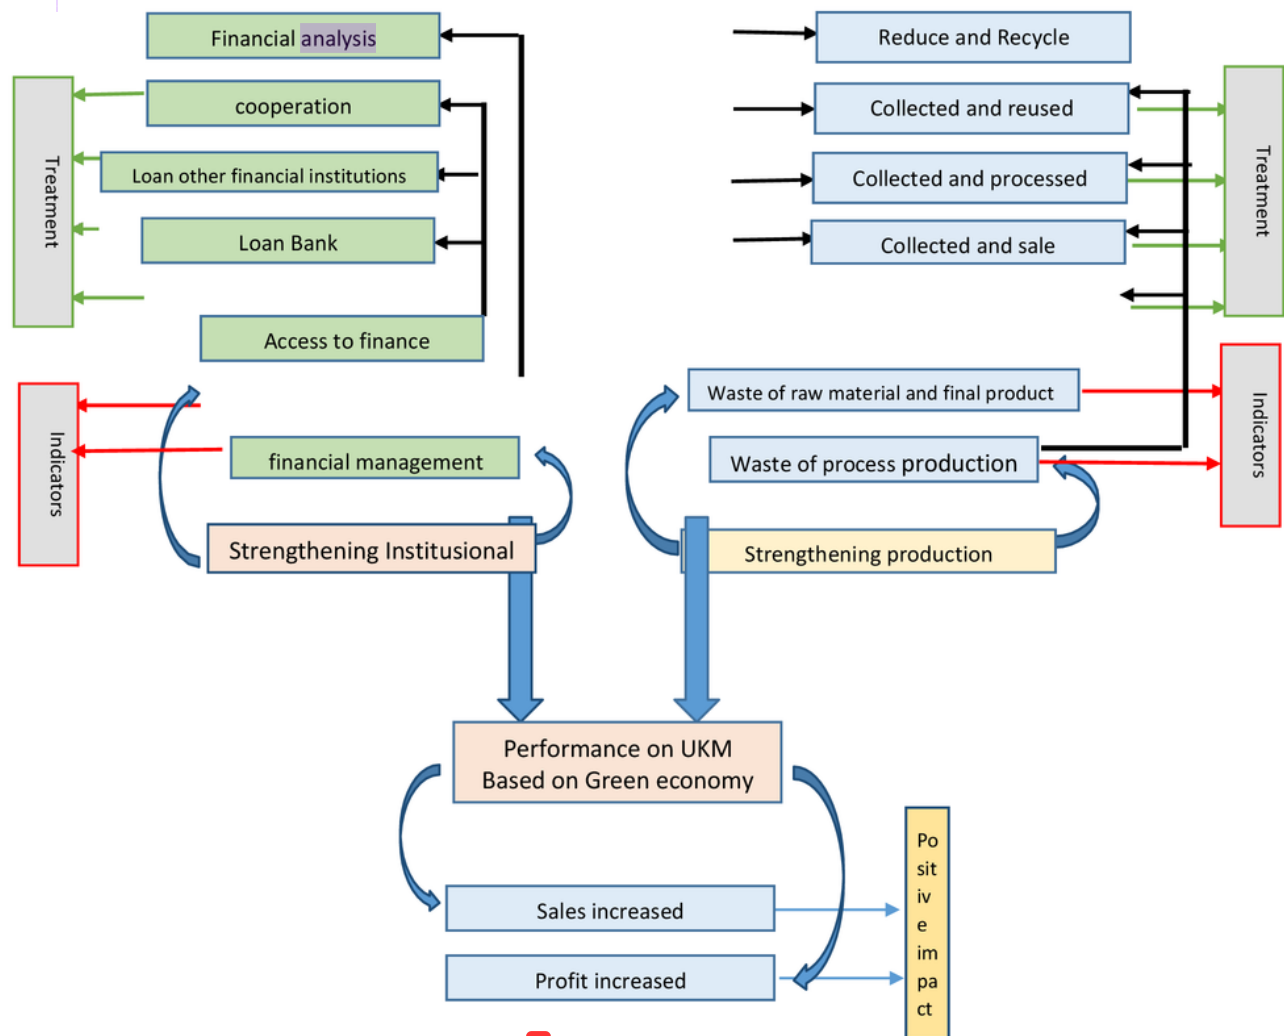 Financial analysis
cooperation
Loan other financial institutions
Loan Bank
Access to finance
Treatment
Indicators
financial management
Strengthening Institusional
Reduce and Recycle
Collected and reused
Collected and processed
Collected and sale
Treatment
Waste of raw material and final product
Waste of process production
Indicators
Strengthening production
Performance on UKM
Based on Green economy
Sales increased
Profit increased
Po
sit
iv
e
im
pa
ct